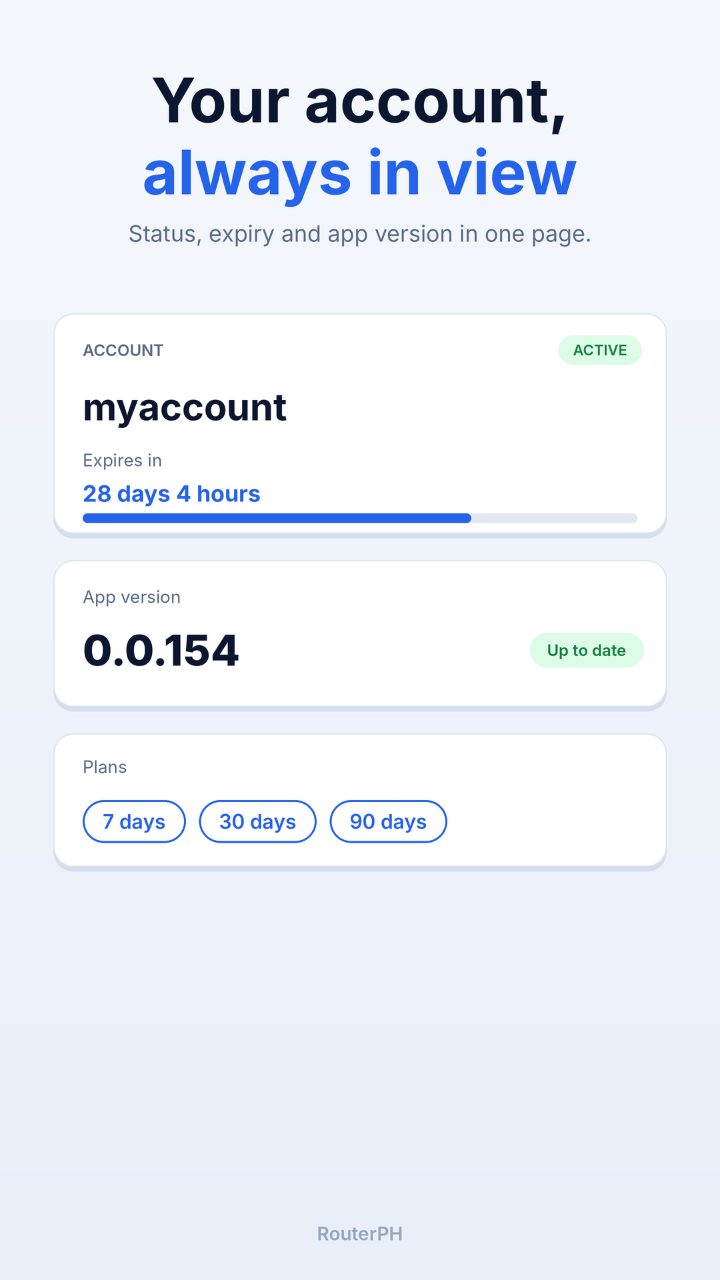 Your account,
always in view
Status, expiry and app version in one page.
ACCOUNT
ACTIVE
myaccount
Expires in
28 days 4 hours
App version
0.0.154
Up to date
Plans
7 days
30 days
90 days
RouterPH